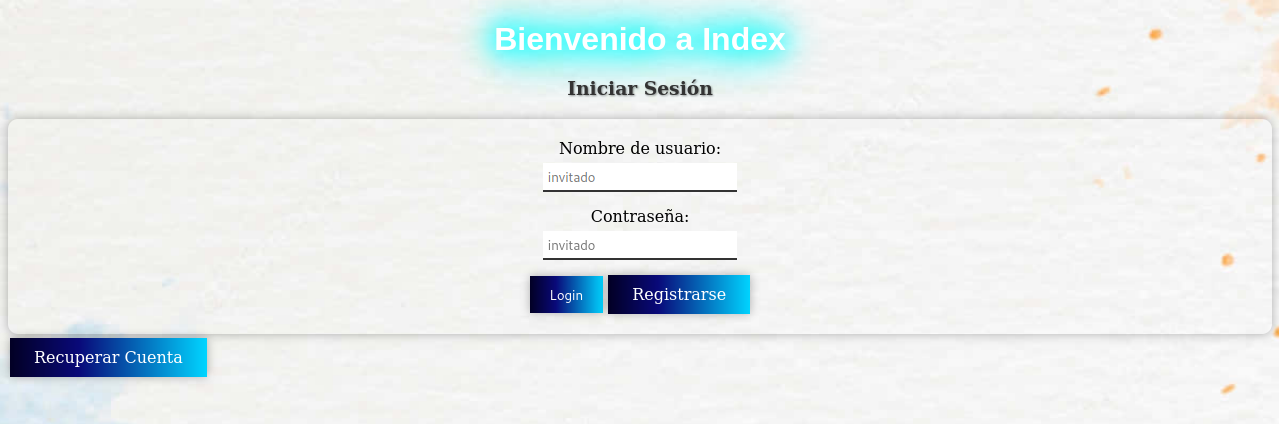 Bienvenido a Index
Iniciar Sesión
Nombre de usuario:
invitado
Contraseña:
invitado
Login Registrarse
Recuperar Cuenta